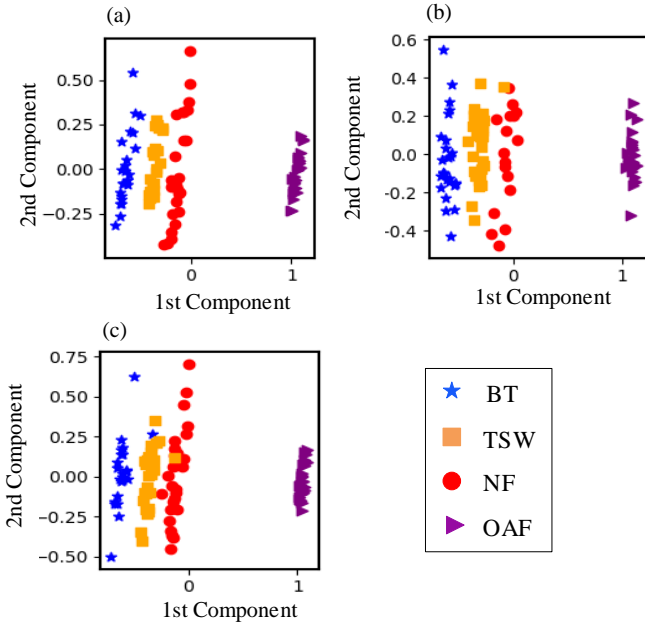 (a)
0.50
0.25
0.00
−0.25
2nd Component
0 1
1st Component
(b)
0.6
0.4
0.2
0.0
-0.2
-0.4
2nd Component
0 1
1st Component
(c)
0.75
0.50
0.25
0.00
−0.25
−0.50
2nd Component
0 1
1st Component
BT
TSW
NF
OAF